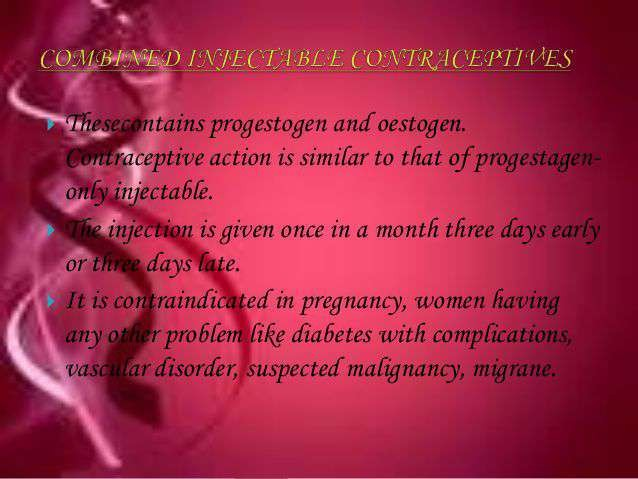 COMBINED INJECTABLE CONTRACEPTIVES
Thesecontains progestogen and oestogen.
Contraceptive action is similar to that of progestagen-
only injectable.
The injection is given once in a month three days early
or three days late.
It is contraindicated in pregnancy, women having
any other problem like diabetes with complications,
vascular disorder, suspected malignancy, migrane.